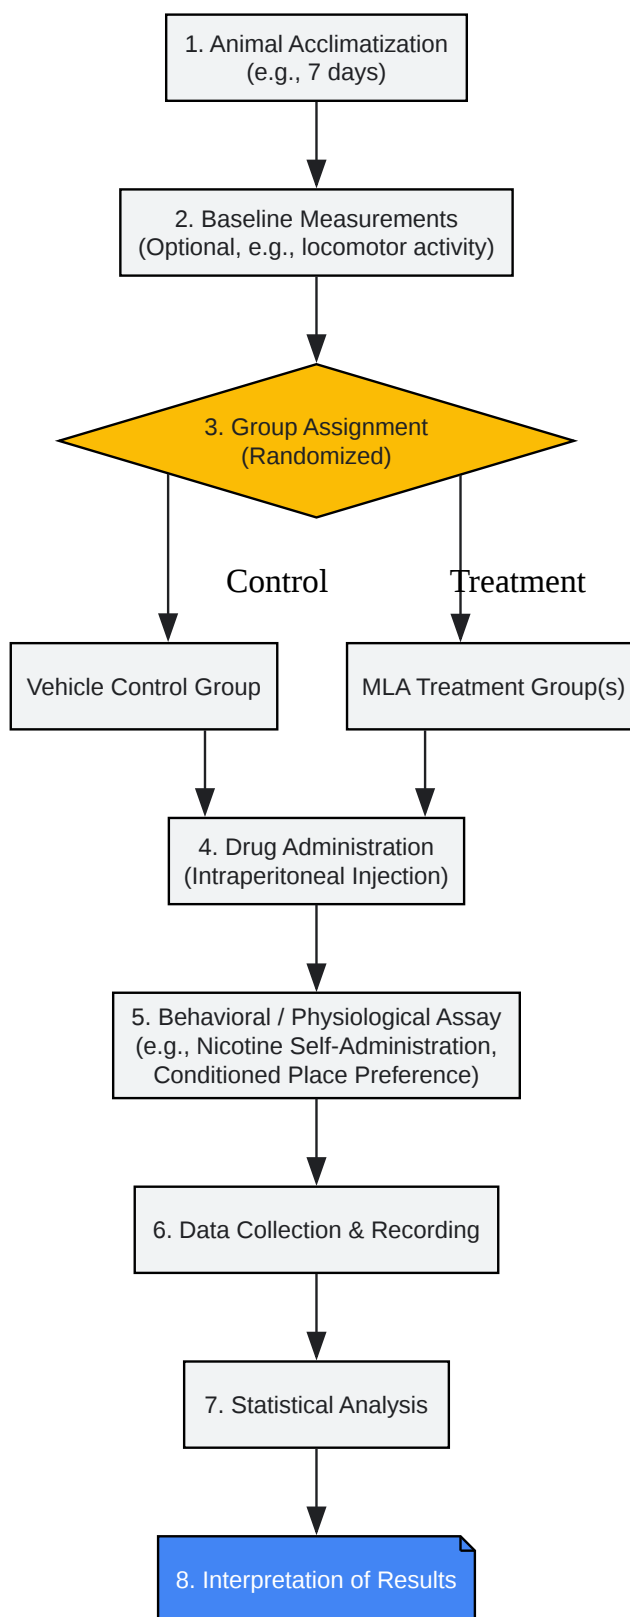 1. Animal Acclimatization
(e.g., 7 days)
2. Baseline Measurements
(Optional, e.g., locomotor activity)
3. Group Assignment
(Randomized)
Control
Treatment
Vehicle Control Group
MLA Treatment Group(s)
4. Drug Administration
(Intraperitoneal Injection)
5. Behavioral / Physiological Assay
(e.g., Nicotine Self-Administration,
Conditioned Place Preference)
6. Data Collection & Recording
7. Statistical Analysis
8. Interpretation of Results